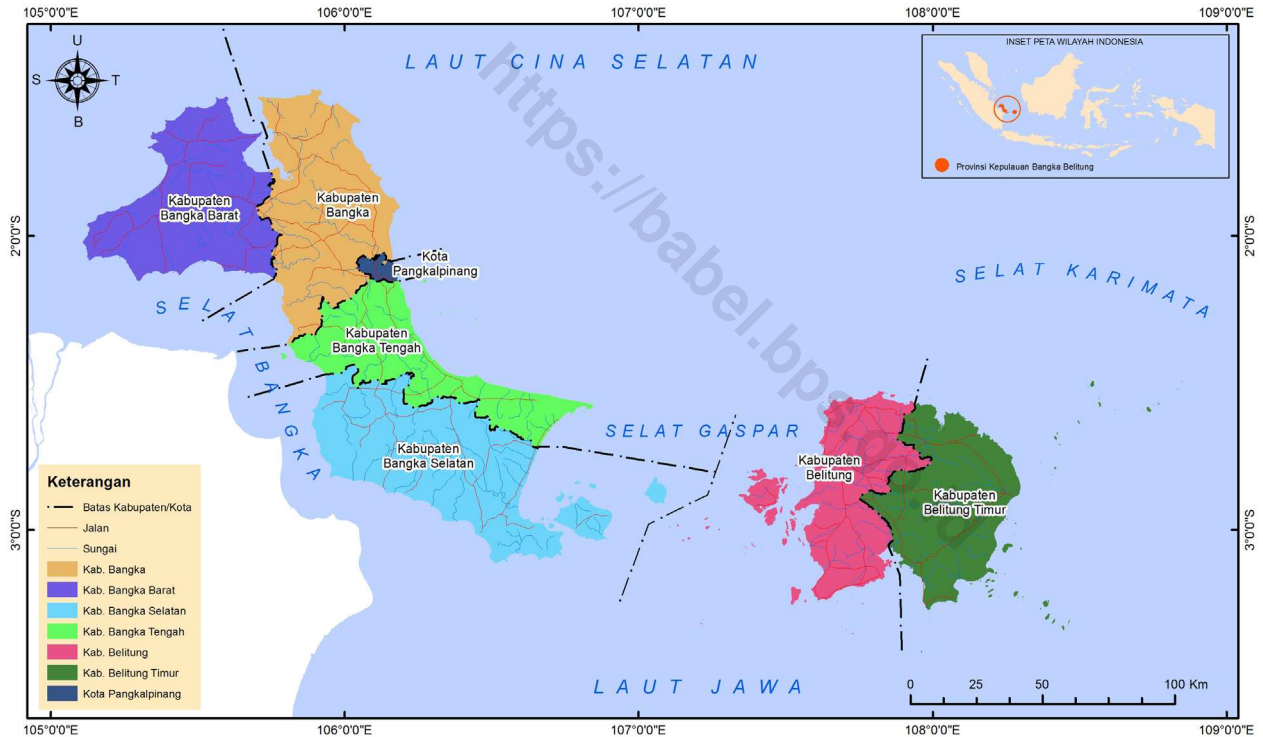 105°0'0"E
106°0'0"E
107°0'0"E
108°0'0"E
109°0'0"E
U
S
T
B
LAUT CINA SELATAN
INSET PETA WILAYAH INDONESIA
Provinsi Kepulauan Bangka Belitung
https://babel.bps.go.id
Kabupaten
Bangka Barat
Kabupaten
Bangka
2°0'0"S
2°0'0"S
Kota
Pangkalpinang
SELAT KARIMATA
SELAT BANGKA
Kabupaten
Bangka Tengah
SELAT GASPAR
Kabupaten
Bangka Selatan
Kabupaten
Belitung
Kabupaten
Belitung Timur
3°0'0"S
3°0'0"S
Keterangan
Batas Kabupaten/Kota
Jalan
Sungai
Kab. Bangka
Kab. Bangka Barat
Kab. Bangka Selatan
Kab. Bangka Tengah
Kab. Belitung
Kab. Belitung Timur
Kota Pangkalpinang
LAUT JAWA
0 25 50 100 Km
105°0'0"E
106°0'0"E
107°0'0"E
108°0'0"E
109°0'0"E